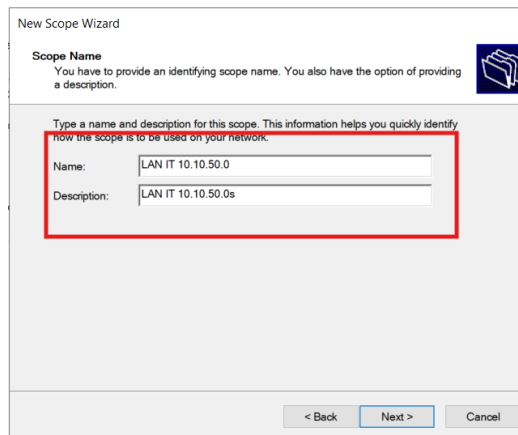 New Scope Wizard
Scope Name
You have to provide an identifying scope name. You also have the option of providing
a description.
Type a name and description for this scope. This information helps you quickly identify
how the scope is to be used on your network.
Name: LAN IT 10.10.50.0
Description: LAN IT 10.10.50.0s
< Back Next > Cancel